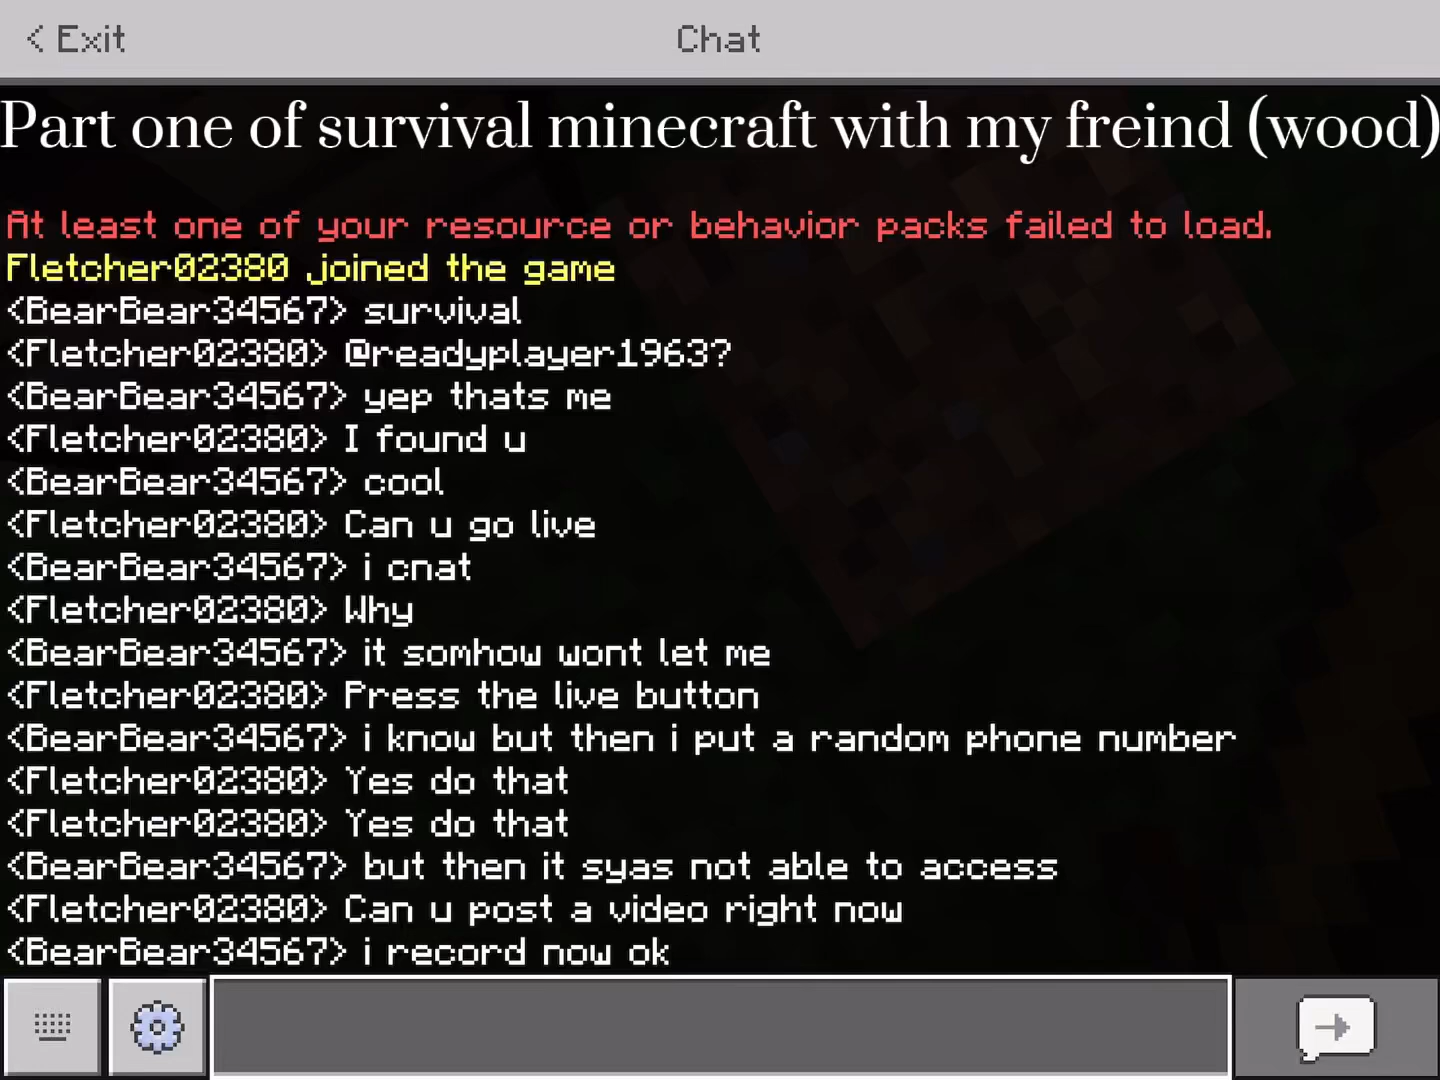 < Exit
Chat
Part one of survival minecraft with my freind (wood)
At least one of your resource or behavior packs failed to load.
Fletcher02380 joined the game
<BearBear34567> survival
<Fletcher02380> @readyplayer1963?
<BearBear34567> yep thats me
<Fletcher02380> I found u
<BearBear34567> cool
<Fletcher02380> Can u go live
<BearBear34567> i cnat
<Fletcher02380> Why
<BearBear34567> it somhow wont let me
<Fletcher02380> Press the live button
<BearBear34567> i know but then i put a random phone number
<Fletcher02380> Yes do that
<Fletcher02380> Yes do that
<BearBear34567> but then it syas not able to access
<Fletcher02380> Can u post a video right now
<BearBear34567> i record now ok